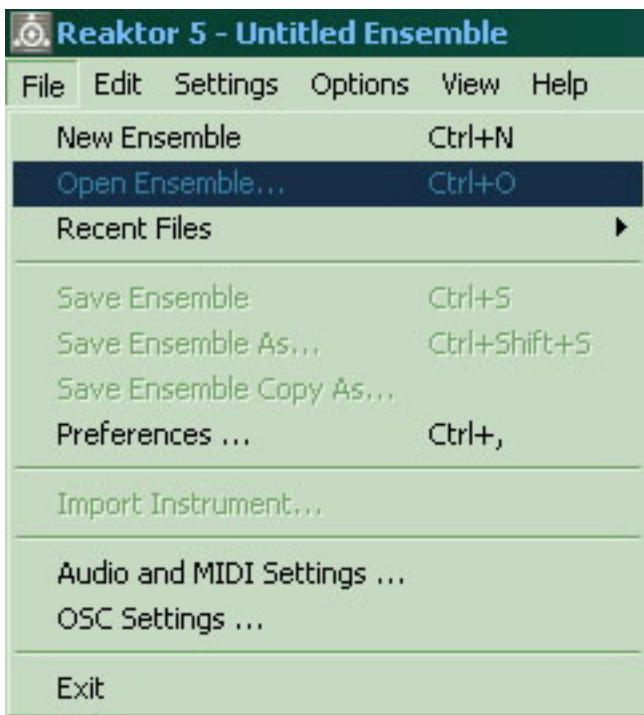 Reaktor 5 - Untitled Ensemble
File Edit Settings Options View Help
New Ensemble Ctrl+N
Open Ensemble... Ctrl+O
Recent Files
Save Ensemble Ctrl+S
Save Ensemble As... Ctrl+Shift+S
Save Ensemble Copy As...
Preferences ... Ctrl+,
Import Instrument...
Audio and MIDI Settings ...
OSC Settings ...
Exit